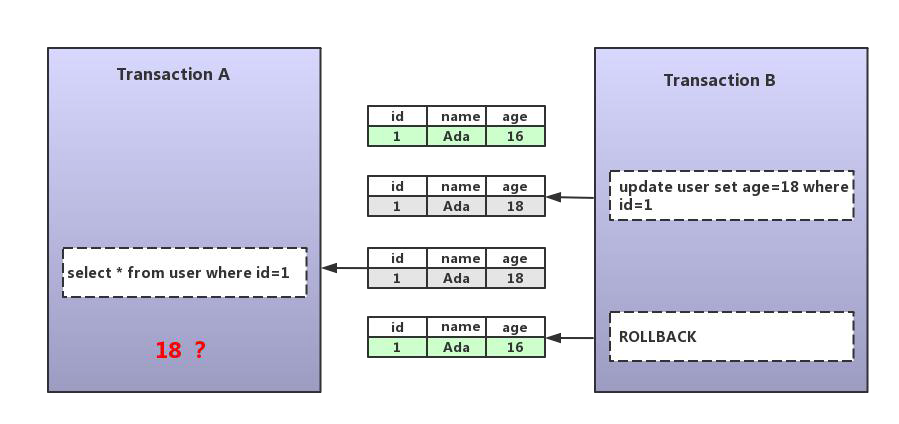 Transaction A
Transaction B
id name age
1 Ada 16
update user set age=18 where
id=1
id name age
1 Ada 18
select * from user where id=1
id name age
1 Ada 18
18 ?
id name age
1 Ada 16
ROLLBACK